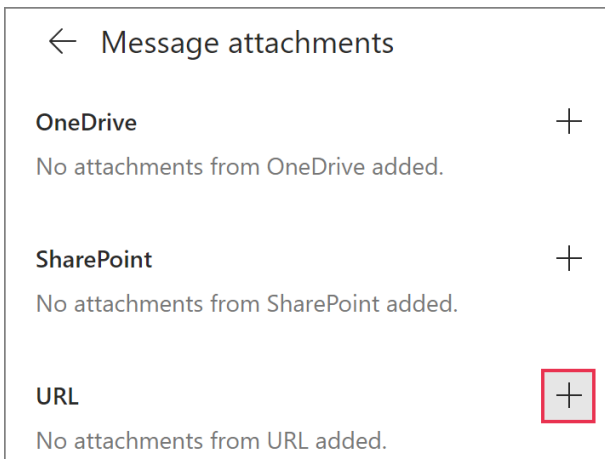 ← Message attachments
OneDrive
No attachments from OneDrive added.
SharePoint
No attachments from SharePoint added.
URL
No attachments from URL added.